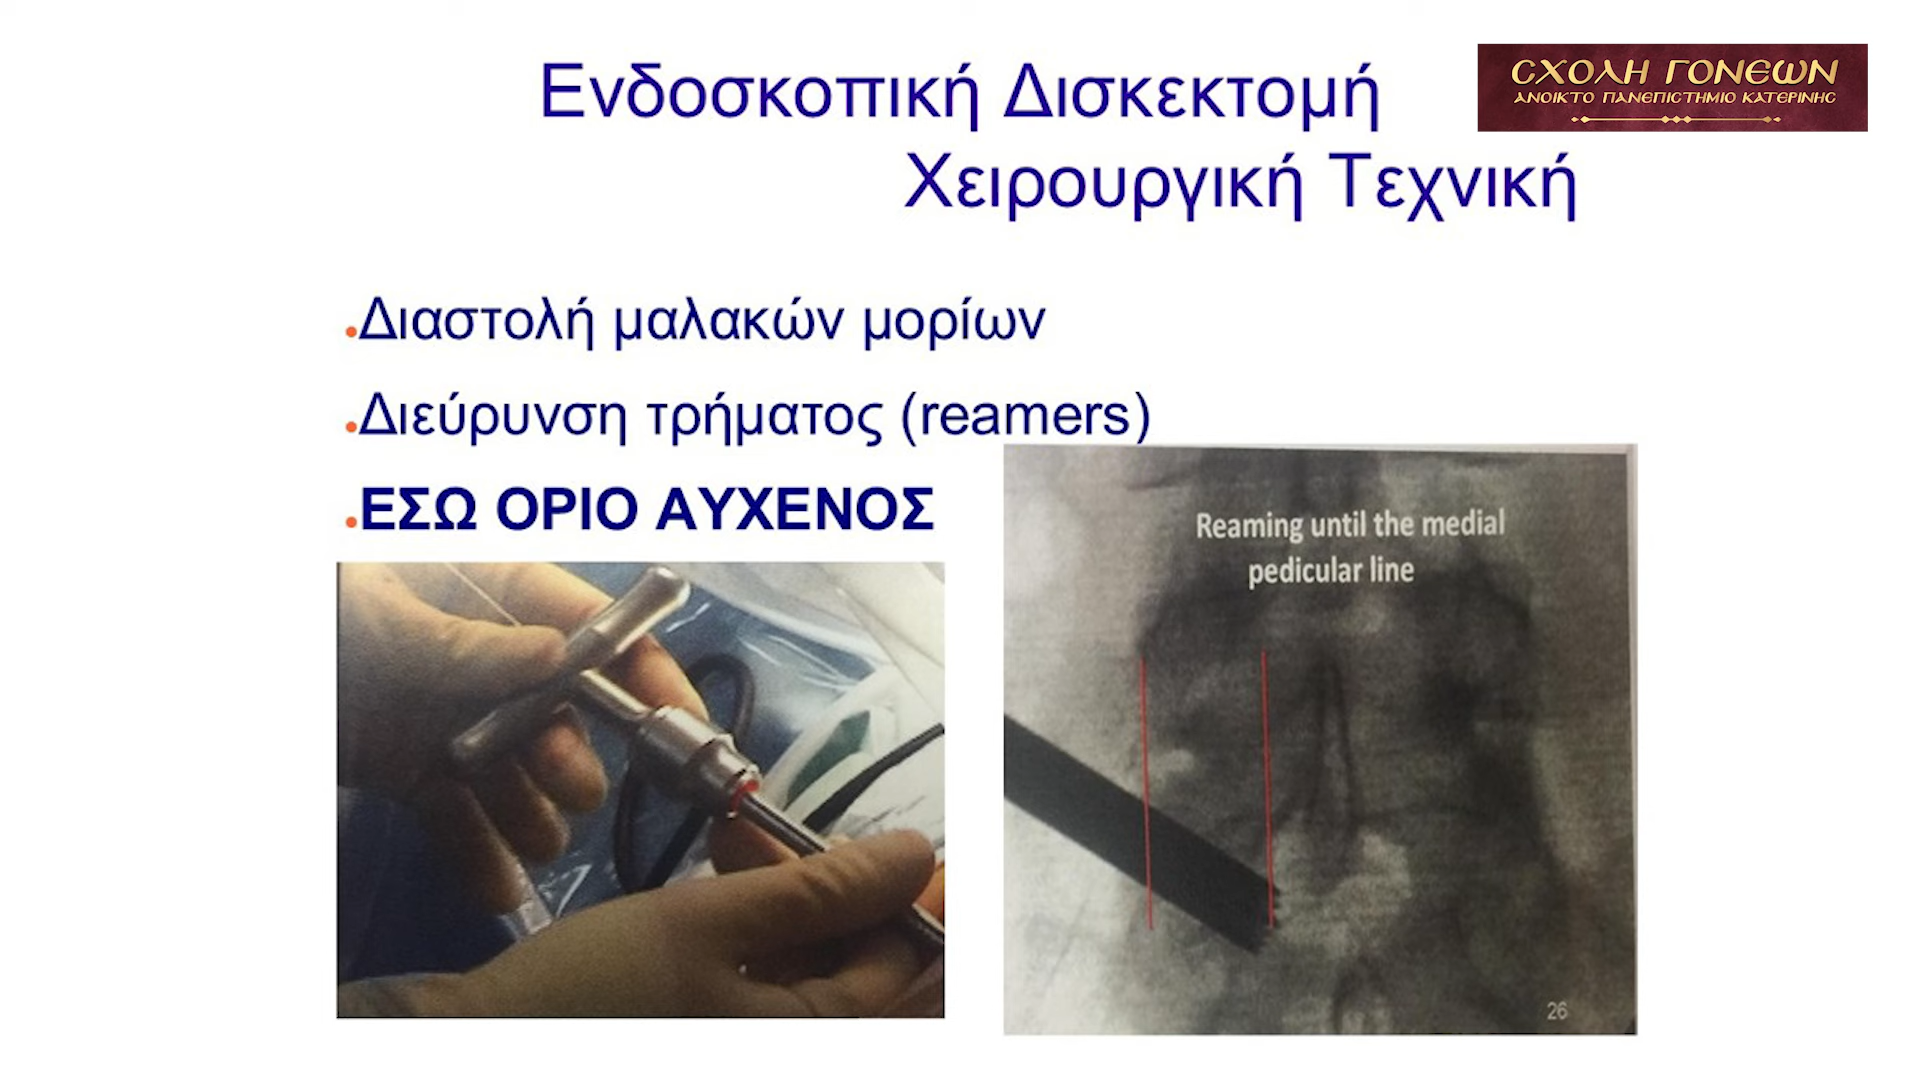 Ενδοσκοπική Δισκεκτομή
Χειρουργική Τεχνική
ΣΧΟΛΗ ΓΟΝΕΩΝ
ΑΝΟΙΚΤΟ ΠΑΝΕΠΙΣΤΗΜΙΟ ΚΑΤΕΡΙΝΗΣ
•Διαστολή μαλακών μορίων
•Διεύρυνση τρήματος (reamers)
•ΕΣΩ ΟΡΙΟ ΑΥΧΕΝΟΣ
Reaming until the medial
pedicular line
26